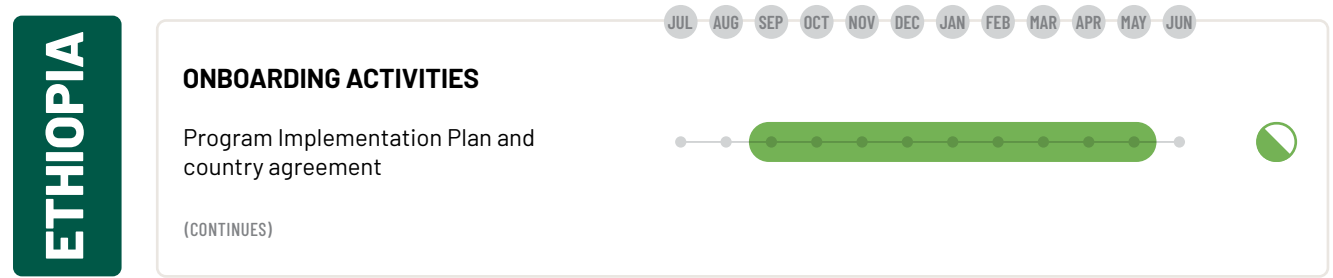 ETHIOPIA
JUL AUG SEP OCT NOV DEC JAN FEB MAR APR MAY JUN
ONBOARDING ACTIVITIES
Program Implementation Plan and
country agreement
(CONTINUES)